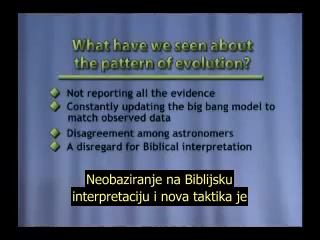 What have we seen about
the pattern of evolution?
Not reporting all the evidence
Constantly updating the big bang model to
match observed data
Disagreement among astronomers
A disregard for Biblical interpretation
Neobaziranje na Biblijsku
interpretaciju i nova taktika je